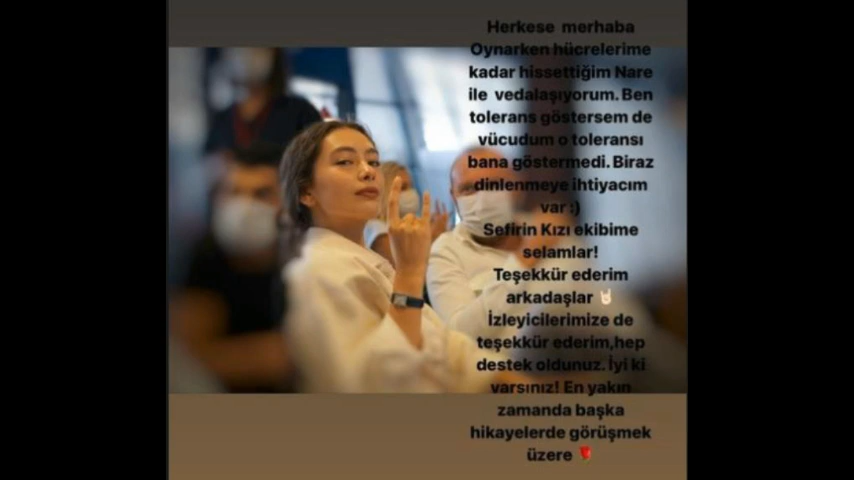 Herkese merhaba
Oynarken hücrelerime
kadar hissettiğim Nare
ile vedalaşıyorum. Ben
tolerans göstersem de
vücudum o toleransı
bana göstermedi. Biraz
dinlenmeye ihtiyacım
var :)
Sefirin Kızı ekibime
selamlar!
Teşekkür ederim
arkadaşlar 🤘🏻
İzleyicilerimize de
teşekkür ederim,hep
destek oldunuz. İyi ki
varsınız! En yakın
zamanda başka
hikayelerde görüşmek
üzere 🌹